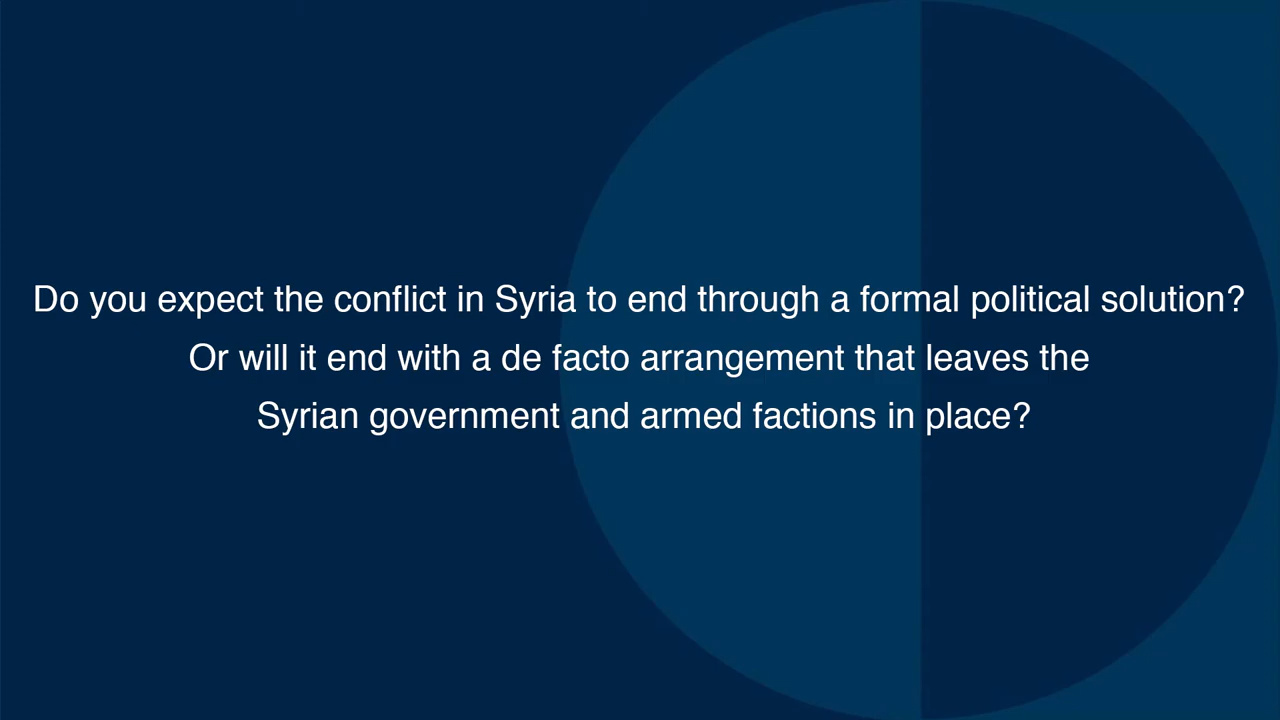 Do you expect the conflict in Syria to end through a formal political solution?
Or will it end with a de facto arrangement that leaves the
Syrian government and armed factions in place?